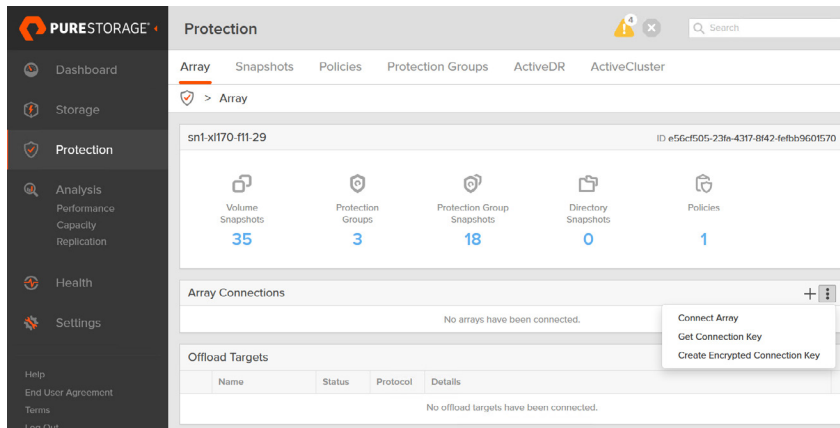 PURESTORAGE®
Protection
4
Search
Dashboard
Storage
Protection
Analysis
Performance
Capacity
Replication
Health
Settings
Help
End User Agreement
Terms
Log Out
Array Snapshots Policies Protection Groups ActiveDR ActiveCluster
> Array
sn1-xl170-f11-29
ID e56cf505-23fa-4317-8f42-fefbb9601570
Volume
Snapshots
35
Protection
Groups
3
Protection Group
Snapshots
18
Directory
Snapshots
0
Policies
1
Array Connections
No arrays have been connected.
Connect Array
Get Connection Key
Create Encrypted Connection Key
Offload Targets
Name Status Protocol Details
No offload targets have been connected.